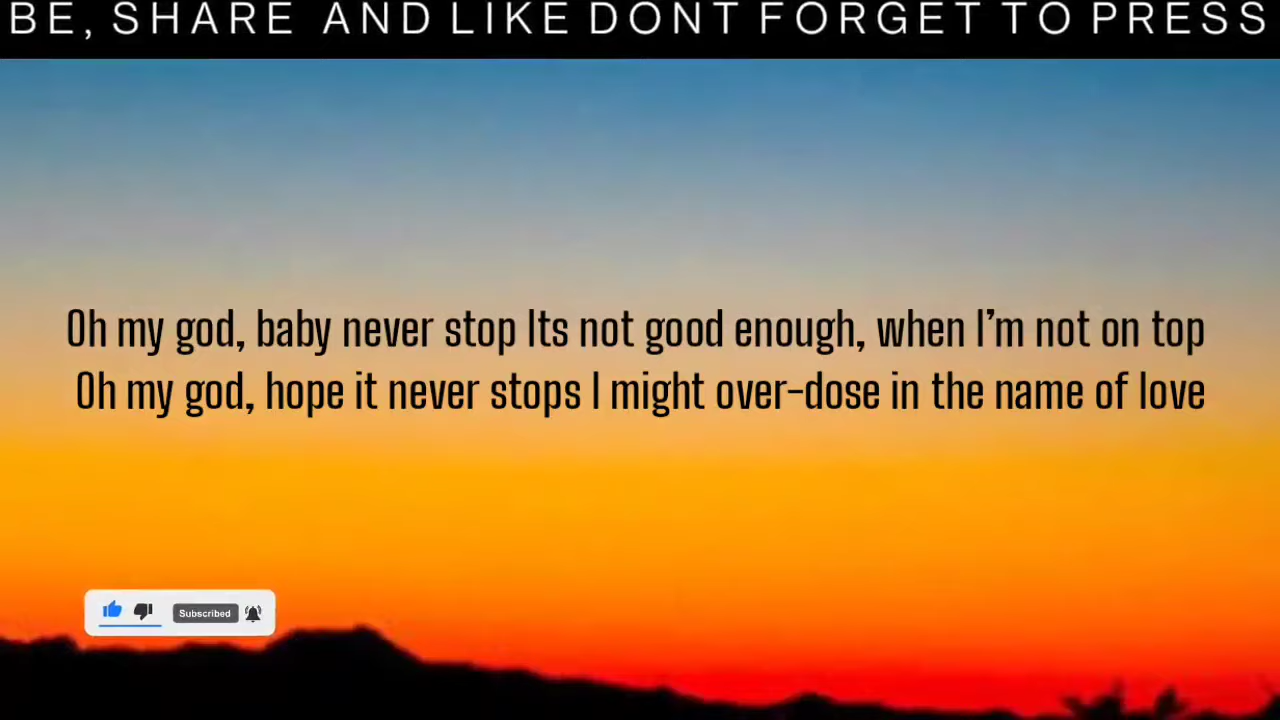 BE, SHARE AND LIKE DONT FORGET TO PRESS
Oh my god, baby never stop Its not good enough, when I’m not on top
Oh my god, hope it never stops I might over-dose in the name of love
Subscribed